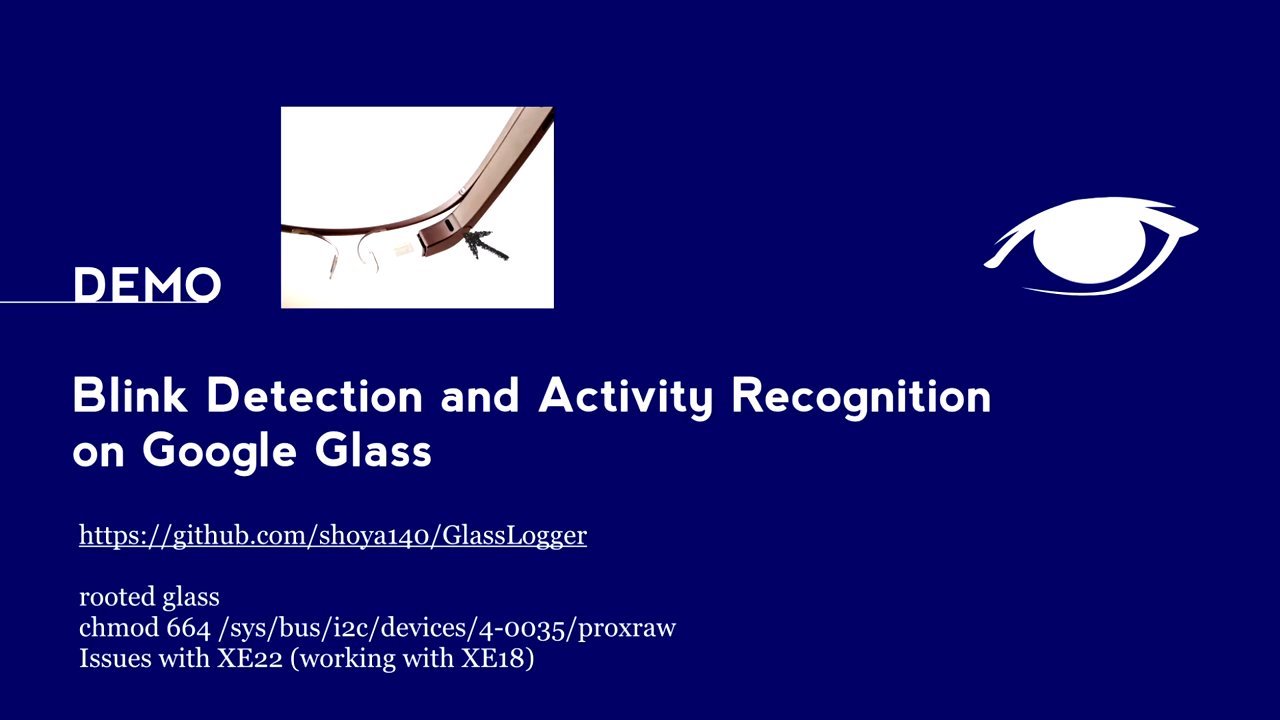 DEMO
Blink Detection and Activity Recognition
on Google Glass
https://github.com/shoya140/GlassLogger
rooted glass
chmod 664 /sys/bus/i2c/devices/4-0035/proxraw
Issues with XE22 (working with XE18)